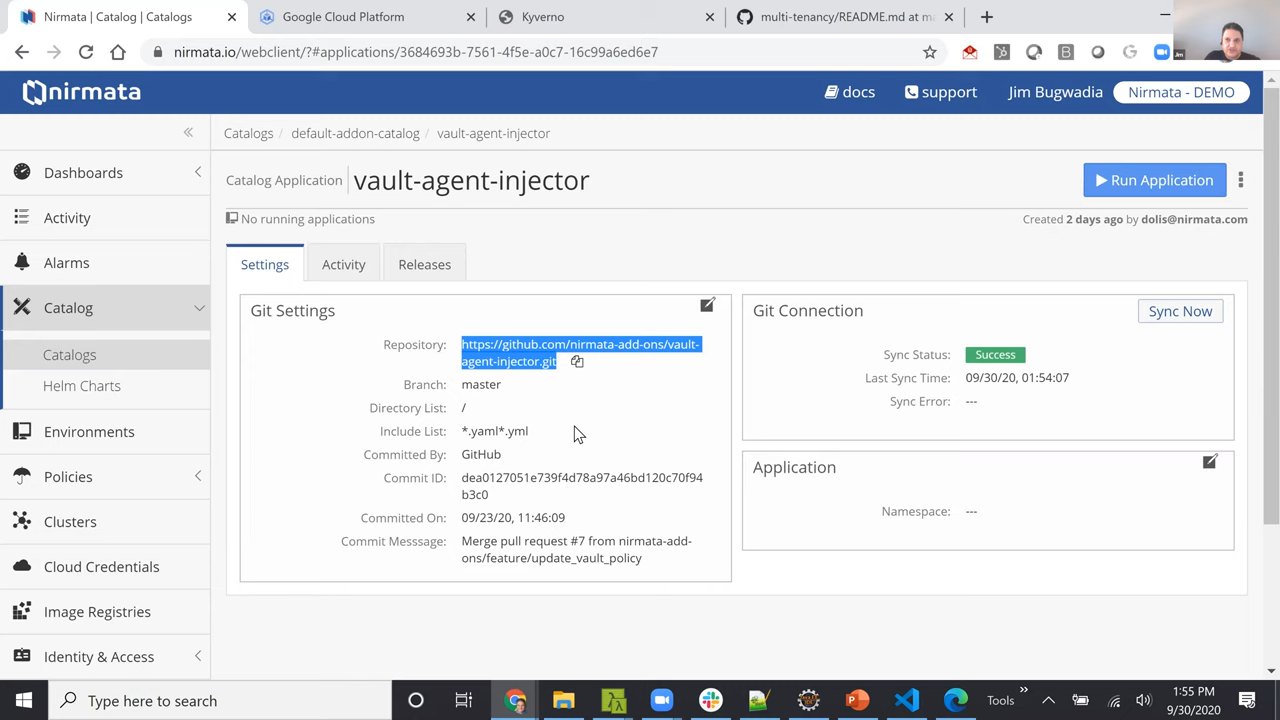 Nirmata | Catalog | Catalogs
Google Cloud Platform
Kyverno
multi-tenancy/README.md at m
nirmata.io/webclient/?#applications/3684693b-7561-4f5e-a0c7-16c99a6ed6e7
Jim
nirmata
docs
support
Jim Bugwadia
Nirmata - DEMO
Catalogs / default-addon-catalog / vault-agent-injector
Dashboards
Activity
Alarms
Catalog
Catalogs
Helm Charts
Environments
Policies
Clusters
Cloud Credentials
Image Registries
Identity & Access
Catalog Application
vault-agent-injector
Run Application
No running applications
Created 2 days ago by dolis@nirmata.com
Settings
Activity
Releases
Git Settings
Repository: https://github.com/nirmata-add-ons/vault-
agent-injector.git
Branch: master
Directory List: /
Include List: *.yaml*.yml
Committed By: GitHub
Commit ID: dea0127051e739f4d78a97a46bd120c70f94
b3c0
Committed On: 09/23/20, 11:46:09
Commit Messsage: Merge pull request #7 from nirmata-add-
ons/feature/update_vault_policy
Git Connection
Sync Now
Sync Status: Success
Last Sync Time: 09/30/20, 01:54:07
Sync Error: ---
Application
Namespace: ---
Type here to search
Tools
1:55 PM
9/30/2020